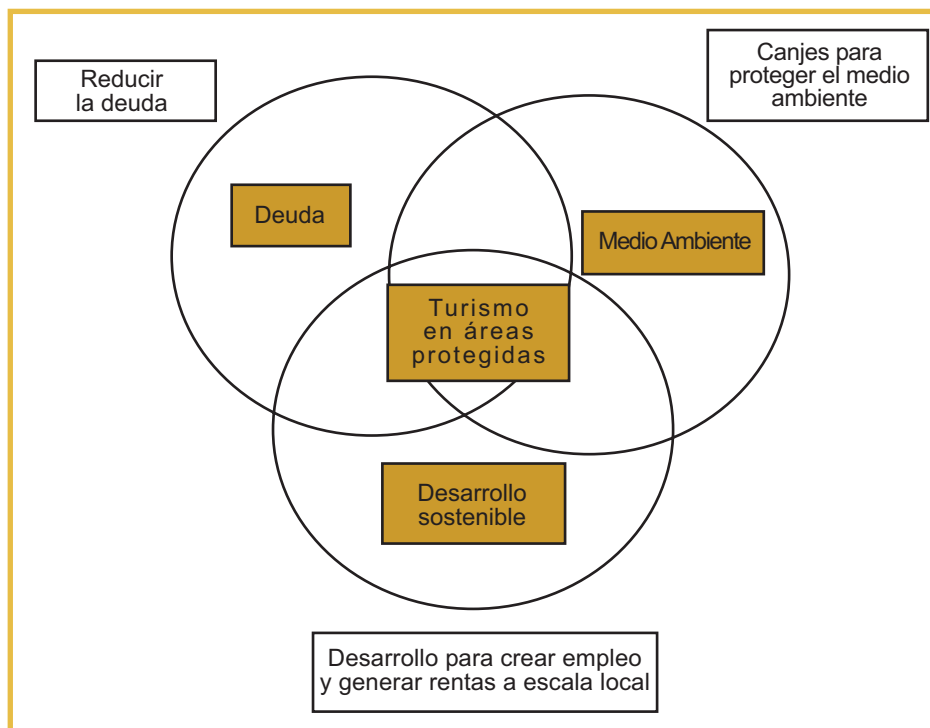 Reducir
la deuda
Canjes para
proteger el medio
ambiente
Deuda
Medio Ambiente
Turismo
en áreas
protegidas
Desarrollo
sostenible
Desarrollo para crear empleo
y generar rentas a escala local